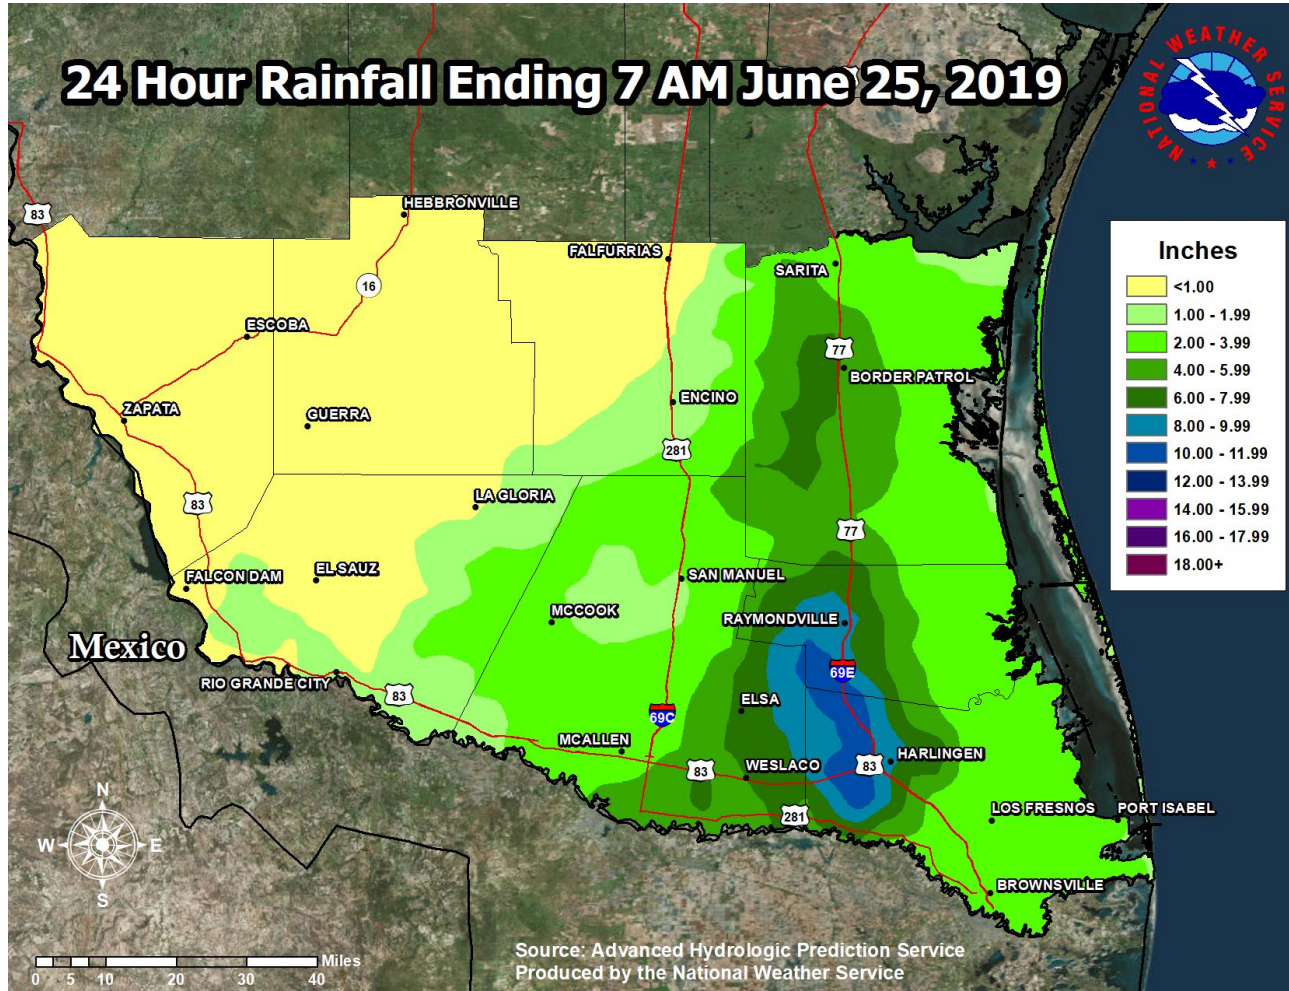 24 Hour Rainfall Ending 7 AM June 25, 2019
NATIONAL WEATHER SERVICE
83
HEBBRONVILLE
FALFURRIAS
SARITA
16
ESCOBA
77
BORDER PATROL
ZAPATA
GUERRA
ENCINO
281
83
LA GLORIA
77
FALCON DAM
EL SAUZ
SAN MANUEL
MCCOOK
RAYMONDVILLE
Mexico
RIO GRANDE CITY
83
69E
ELSA
69C
MCALLEN
HARLINGEN
83
WESLACO
83
281
LOS FRESNOS
PORT ISABEL
BROWNSVILLE
Inches
<1.00
1.00 - 1.99
2.00 - 3.99
4.00 - 5.99
6.00 - 7.99
8.00 - 9.99
10.00 - 11.99
12.00 - 13.99
14.00 - 15.99
16.00 - 17.99
18.00+
N
W E
S
Miles
0 5 10 20 30 40
Source: Advanced Hydrologic Prediction Service
Produced by the National Weather Service